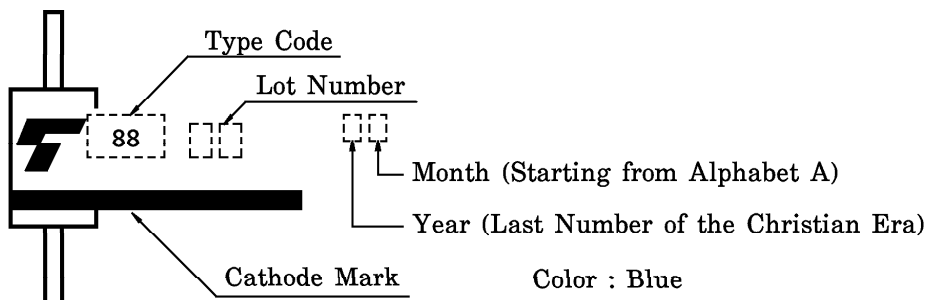 Type Code
Lot Number
88
Month (Starting from Alphabet A)
Year (Last Number of the Christian Era)
Cathode Mark
Color : Blue